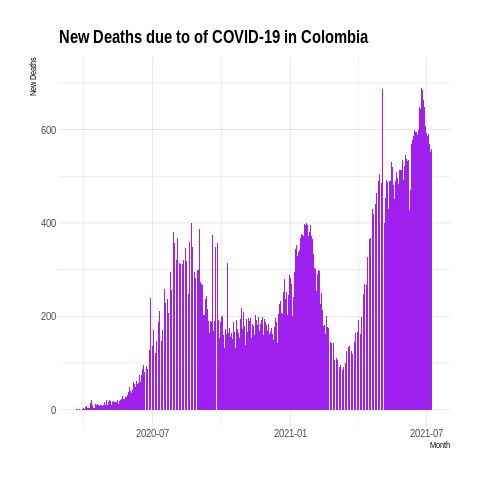 New Deaths due to of COVID-19 in Colombia
New Deaths
600
400
200
0
2020-07
2021-01
2021-07
Month